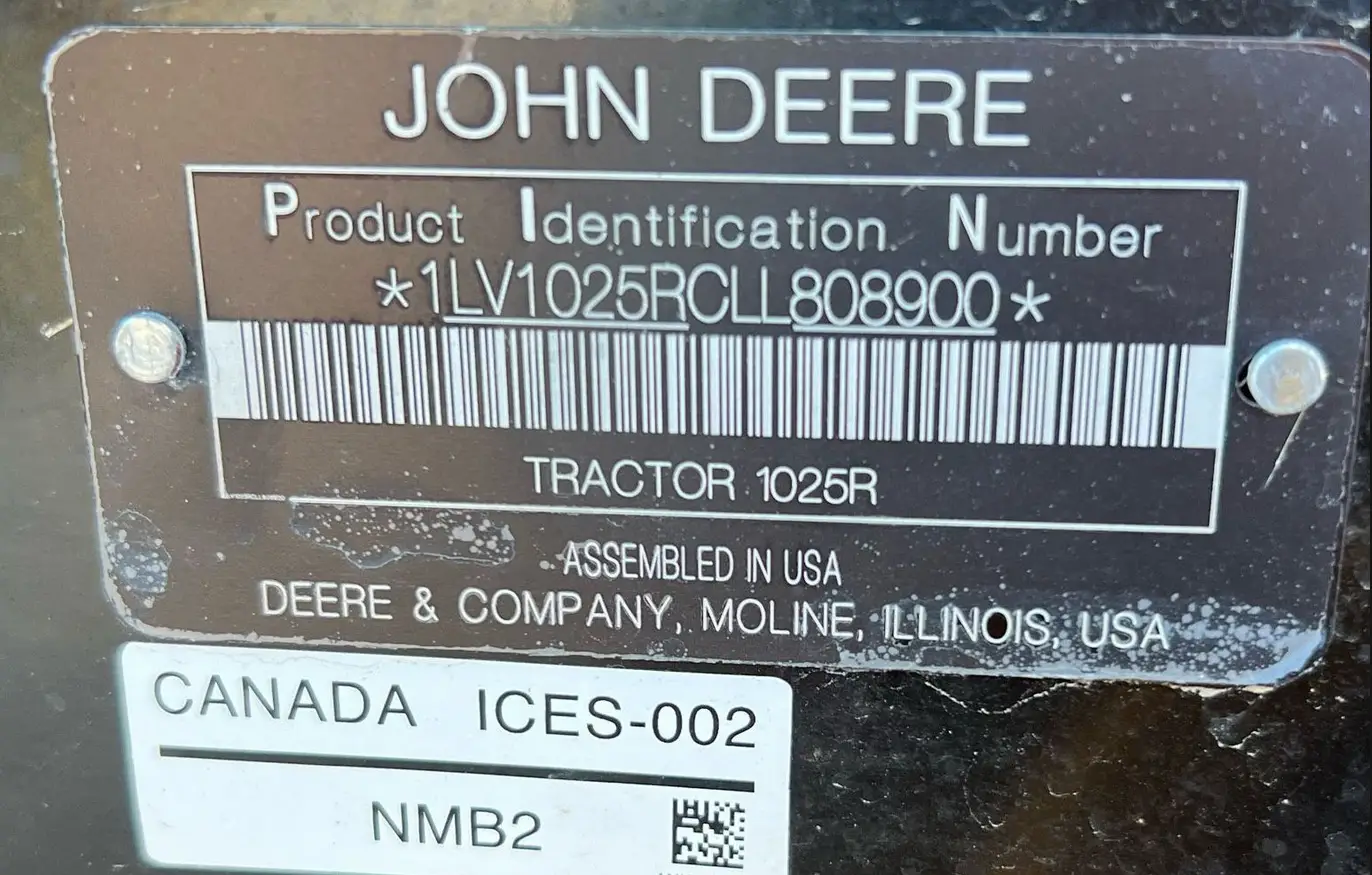 JOHN DEERE
Product Identification Number
*1LV1025RCLL808900*
TRACTOR 1025R
ASSEMBLED IN USA
DEERE & COMPANY, MOLINE, ILLINOIS, USA
CANADA ICES-002
NMB2